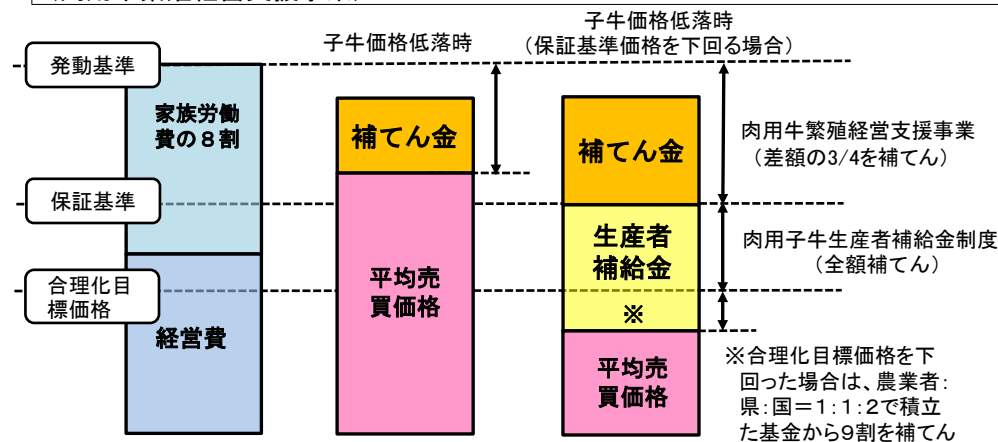 子牛価格低落時
子牛価格低落時
（保証基準価格を下回る場合）
発動基準
家族労働
費の８割
補てん金
補てん金
肉用牛繁殖経営支援事業
（差額の3/4を補てん）
保証基準
生産者
補給金
肉用子牛生産者補給金制度
（全額補てん）
平均売
買価格
合理化目
標価格
※
経営費
平均売
買価格
※合理化目標価格を下
回った場合は、農業者：
県：国＝１：１：２で積立
た基金から９割を補てん